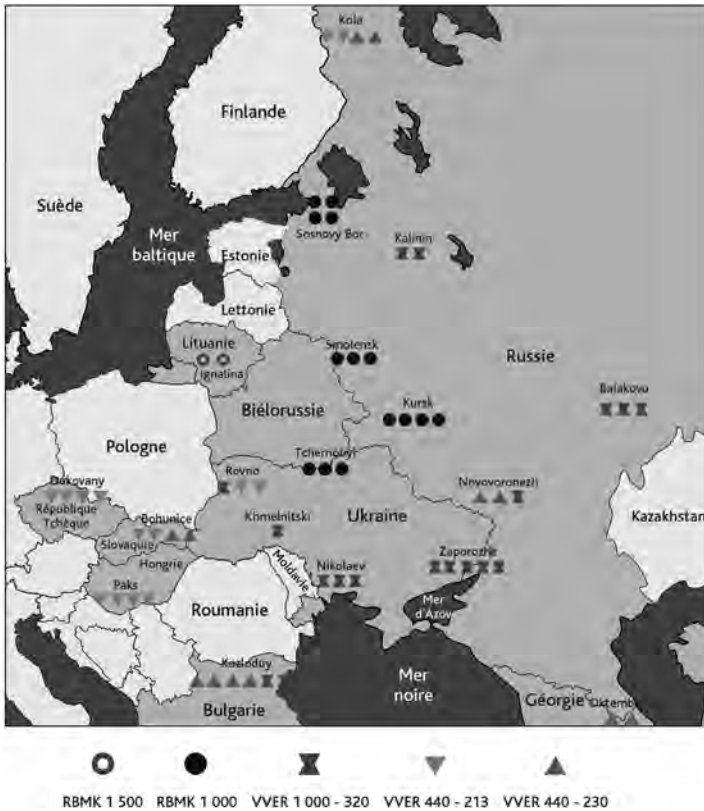 Kola
Finlande
Suède
Sosnovy Bor
Mer
baltique
Kalinin
Estonie
Lettonie
Lituanie
Ignalina
Smolensk
Russie
Balakovo
Biélorussie
Kursk
Pologne
Tchernobyl
Rovno
Novovoronezh
Dukovany
République
Tchèque
Bohunice
Khmelnitski
Ukraine
Kazakhstan
Slovaquie
Hongrie
Moldavie
Nikolaev
Zaporozhe
Paks
Roumanie
Mer
d'Azov
Kozloduy
Mer
noire
Bulgarie
Géorgie
RBMK 1 500
RBMK 1 000
VVER 1 000 - 320
VVER 440 - 213
VVER 440 - 230